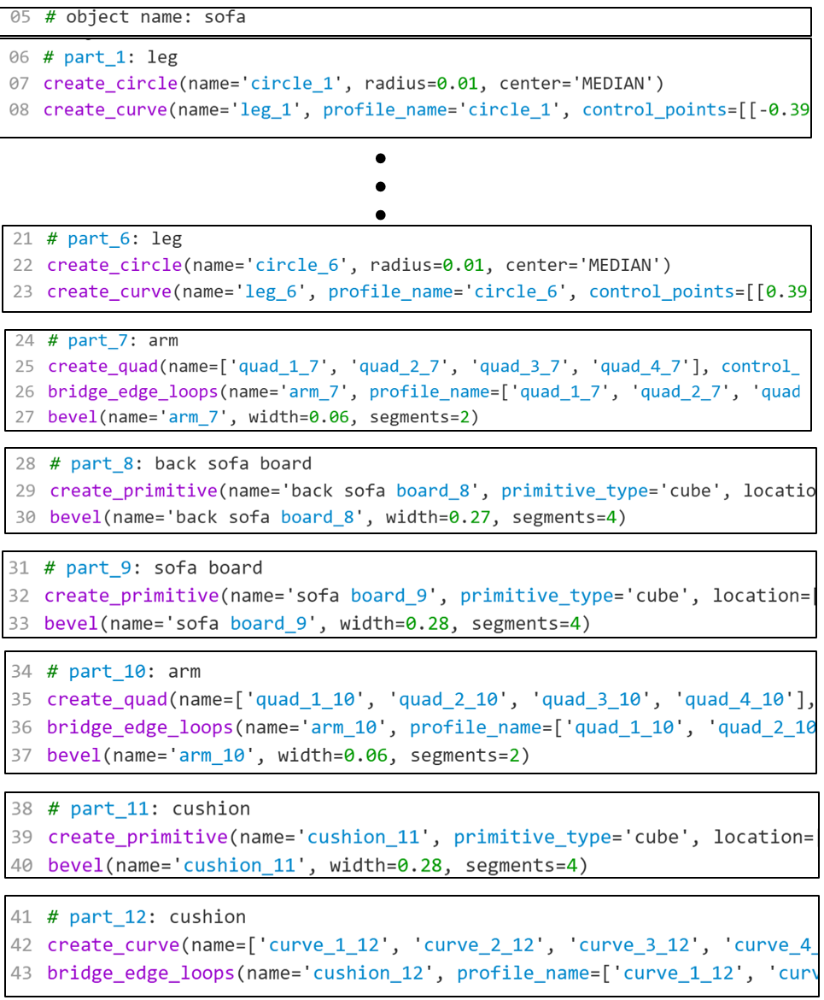 05 # object name: sofa
06 # part_1: leg
07 create_circle(name='circle_1', radius=0.01, center='MEDIAN')
08 create_curve(name='leg_1', profile_name='circle_1', control_points=[[-0.39
21 # part_6: leg
22 create_circle(name='circle_6', radius=0.01, center='MEDIAN')
23 create_curve(name='leg_6', profile_name='circle_6', control_points=[[0.39
24 # part_7: arm
25 create_quad(name=['quad_1_7', 'quad_2_7', 'quad_3_7', 'quad_4_7'], control_
26 bridge_edge_loops(name='arm_7', profile_name=['quad_1_7', 'quad_2_7', 'quad
27 bevel(name='arm_7', width=0.06, segments=2)
28 # part_8: back sofa board
29 create_primitive(name='back sofa board_8', primitive_type='cube', locatio
30 bevel(name='back sofa board_8', width=0.27, segments=4)
31 # part_9: sofa board
32 create_primitive(name='sofa board_9', primitive_type='cube', location=[
33 bevel(name='sofa board_9', width=0.28, segments=4)
34 # part_10: arm
35 create_quad(name=['quad_1_10', 'quad_2_10', 'quad_3_10', 'quad_4_10'],
36 bridge_edge_loops(name='arm_10', profile_name=['quad_1_10', 'quad_2_10
37 bevel(name='arm_10', width=0.06, segments=2)
38 # part_11: cushion
39 create_primitive(name='cushion_11', primitive_type='cube', location=
40 bevel(name='cushion_11', width=0.28, segments=4)
41 # part_12: cushion
42 create_curve(name=['curve_1_12', 'curve_2_12', 'curve_3_12', 'curve_4_
43 bridge_edge_loops(name='cushion_12', profile_name=['curve_1_12', 'curv